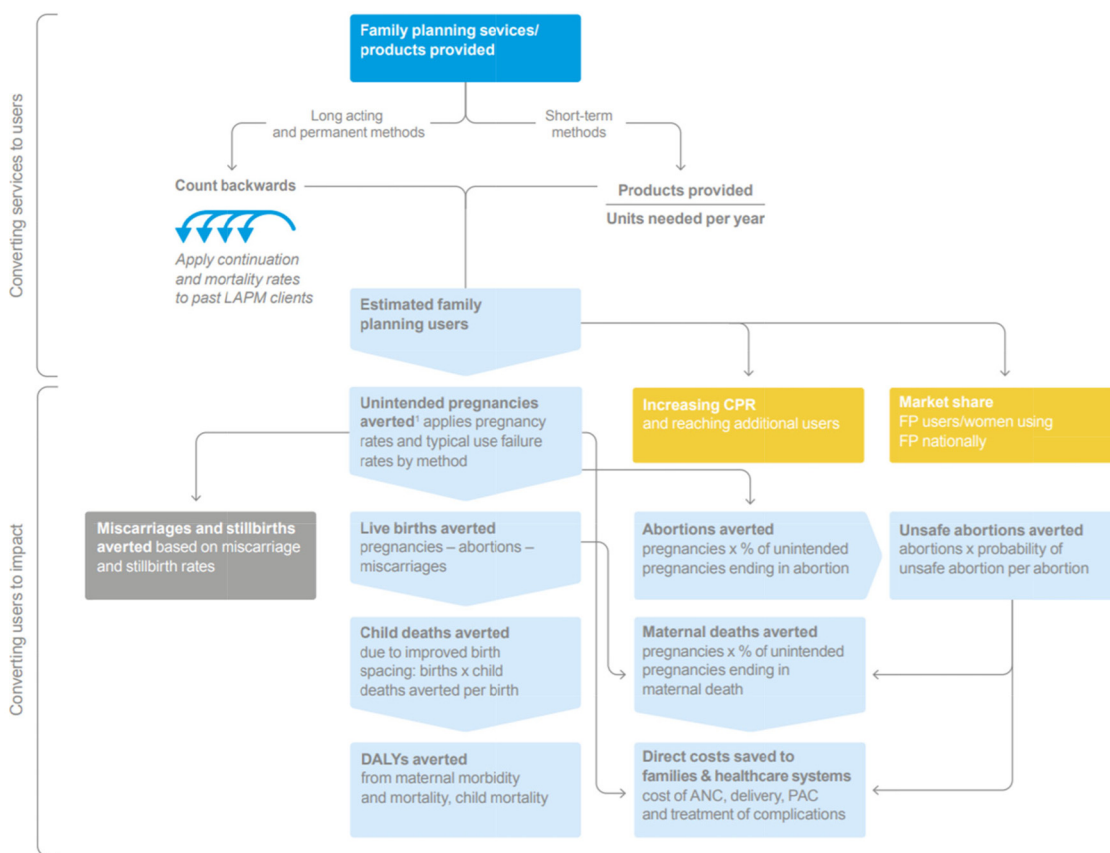 Family planning sevices/
products provided
Long acting
and permanent methods
Short-term
methods
Converting services to users
Count backwards
Products provided
Units needed per year
Apply continuation
and mortality rates
to past LAPM clients
Estimated family
planning users
Unintended pregnancies
averted¹ applies pregnancy
rates and typical use failure
rates by method
Increasing CPR
and reaching additional users
Market share
FP users/women using
FP nationally
Converting users to impact
Miscarriages and stillbirths
averted based on miscarriage
and stillbirth rates
Live births averted
pregnancies – abortions –
miscarriages
Abortions averted
pregnancies x % of unintended
pregnancies ending in abortion
Unsafe abortions averted
abortions x probability of
unsafe abortion per abortion
Child deaths averted
due to improved birth
spacing: births x child
deaths averted per birth
Maternal deaths averted
pregnancies x % of unintended
pregnancies ending in
maternal death
DALYs averted
from maternal morbidity
and mortality, child mortality
Direct costs saved to
families & healthcare systems
cost of ANC, delivery, PAC
and treatment of complications